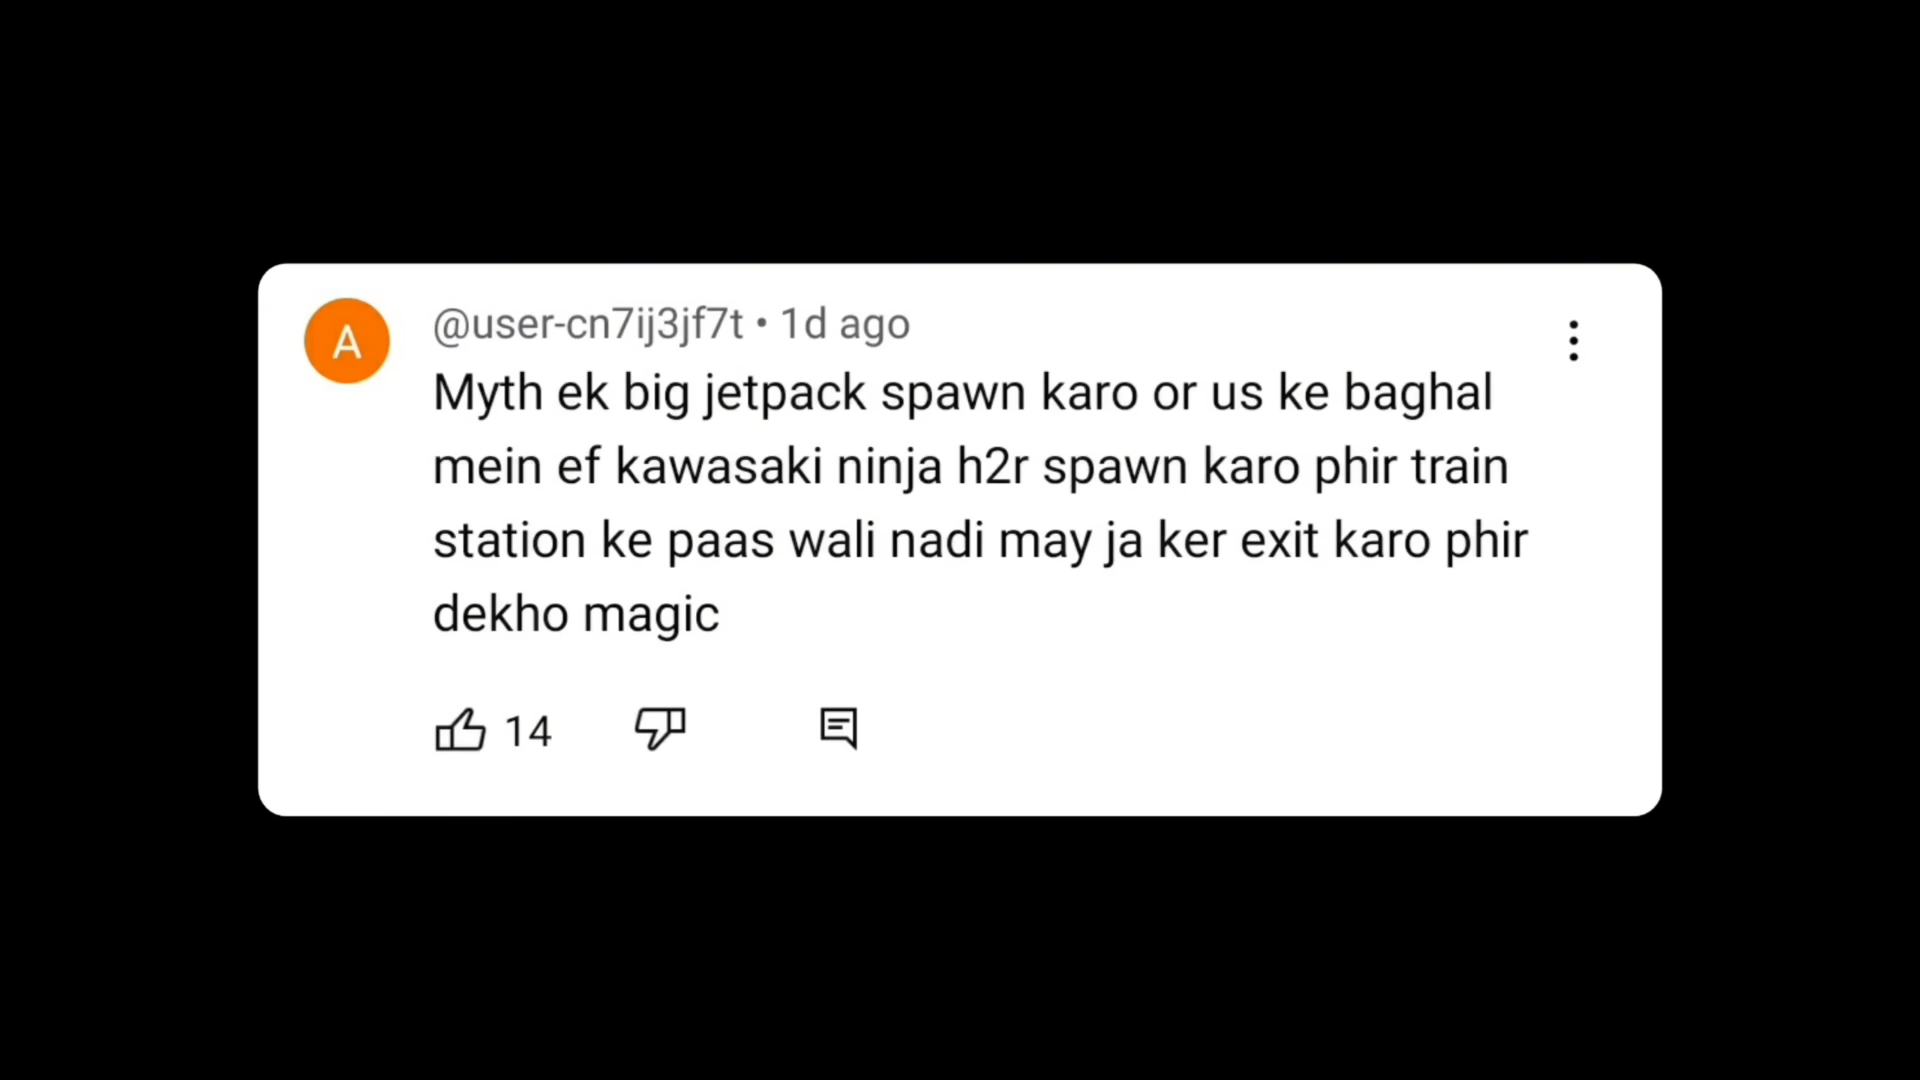 A
@user-cn7ij3jf7t • 1d ago
Myth ek big jetpack spawn karo or us ke baghal
mein ef kawasaki ninja h2r spawn karo phir train
station ke paas wali nadi may ja ker exit karo phir
dekho magic
14